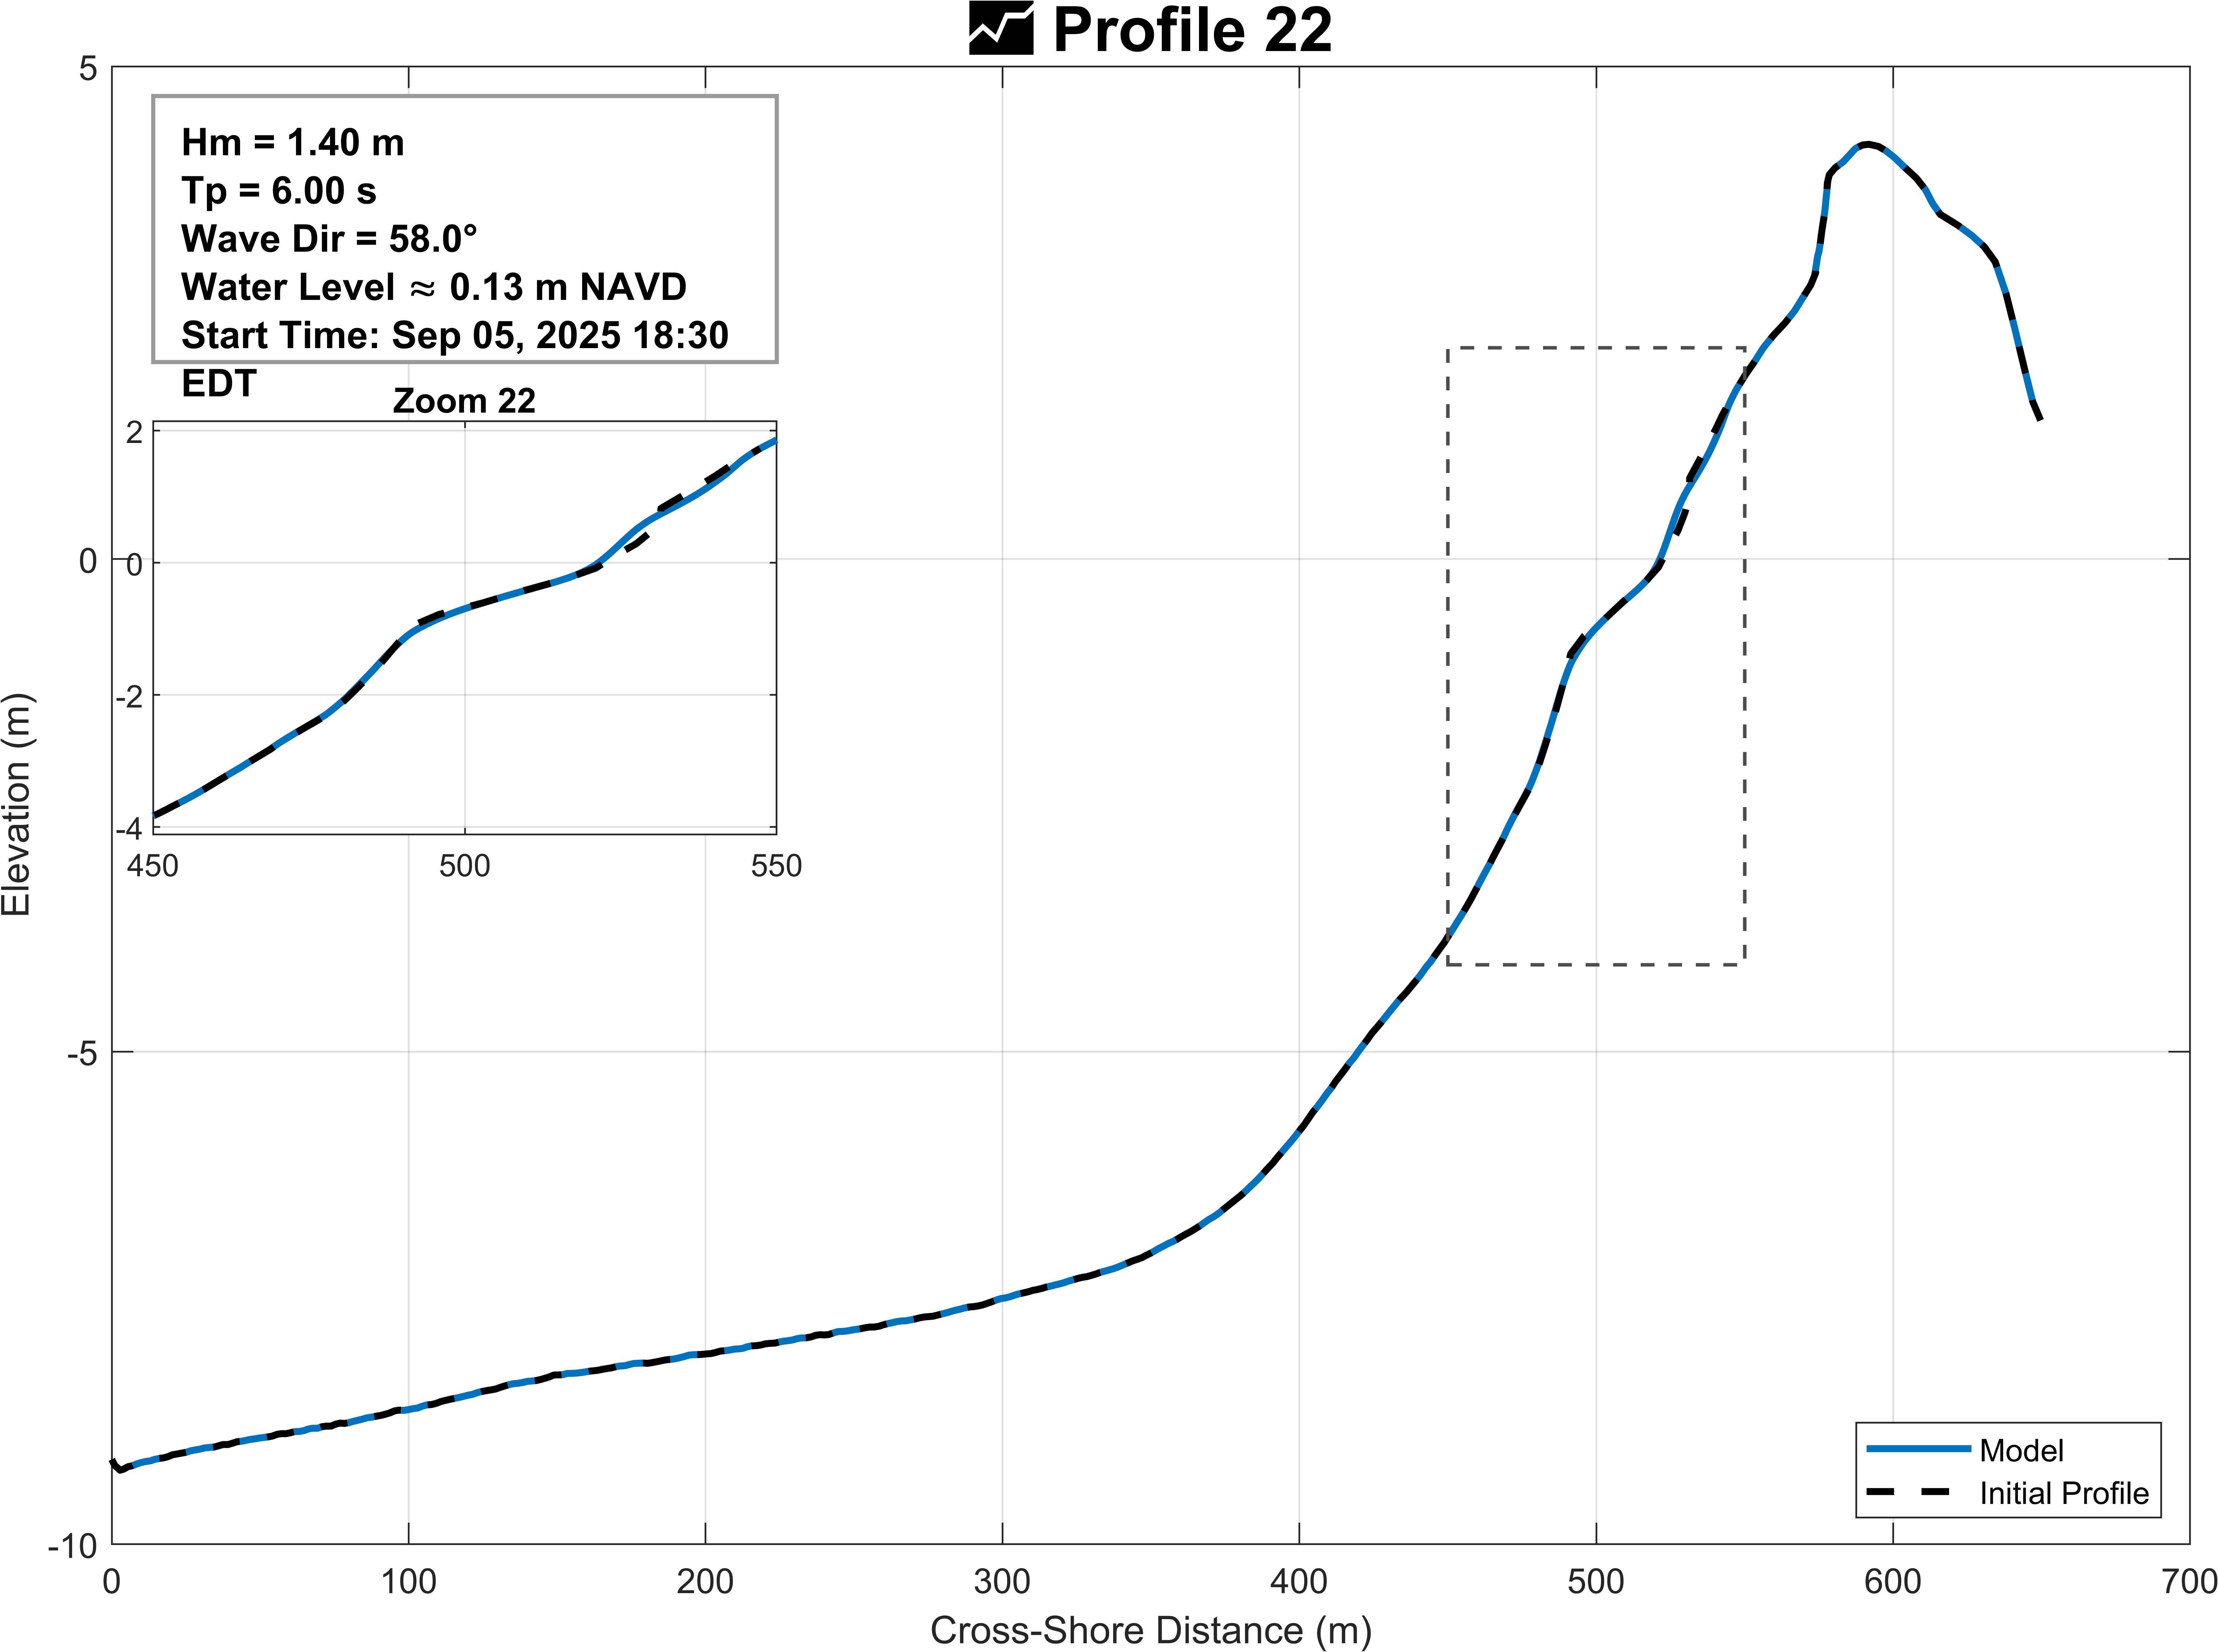 Profile 22
5
Hm = 1.40 m
Tp = 6.00 s
Wave Dir = 58.0°
Water Level ≈ 0.13 m NAVD
Start Time: Sep 05, 2025 18:30
EDT
Zoom 22
2
0
-2
-4
450 500 550
0
-5
-10
Elevation (m)
Model
Initial Profile
0 100 200 300 400 500 600 700
Cross-Shore Distance (m)